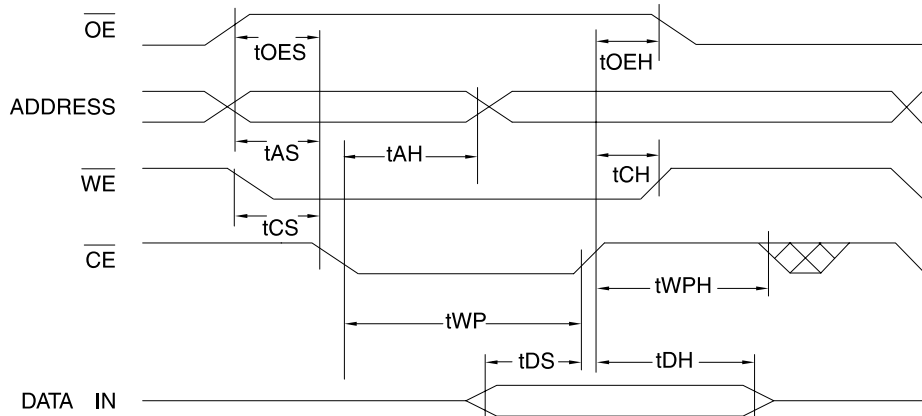 OE
tOES
tOEH
ADDRESS
tAS
tAH
tCH
WE
tCS
CE
tWPH
tWP
tDS
tDH
DATA IN